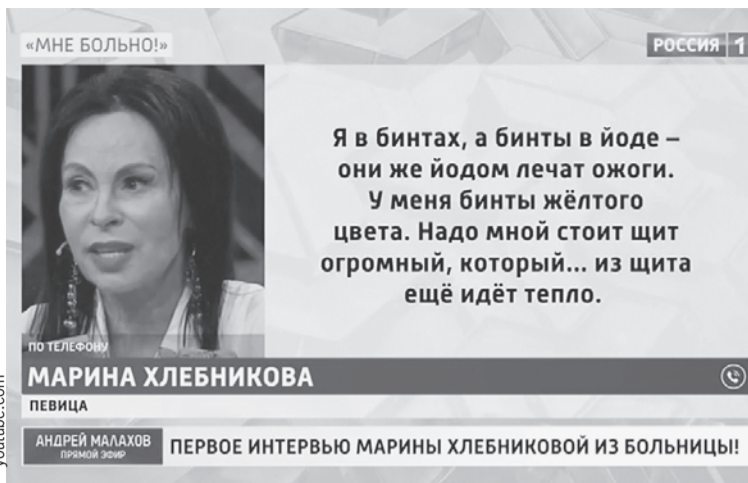 «МНЕ БОЛЬНО!»
РОССИЯ 1
Я в бинтах, а бинты в йоде –
они же йодом лечат ожоги.
У меня бинты жёлтого
цвета. Надо мной стоит щит
огромный, который... из щита
ещё идёт тепло.
ПО ТЕЛЕФОНУ
МАРИНА ХЛЕБНИКОВА
ПЕВИЦА
АНДРЕЙ МАЛАХОВ
ПРЯМОЙ ЭФИР
ПЕРВОЕ ИНТЕРВЬЮ МАРИНЫ ХЛЕБНИКОВОЙ ИЗ БОЛЬНИЦЫ!
youtube.com